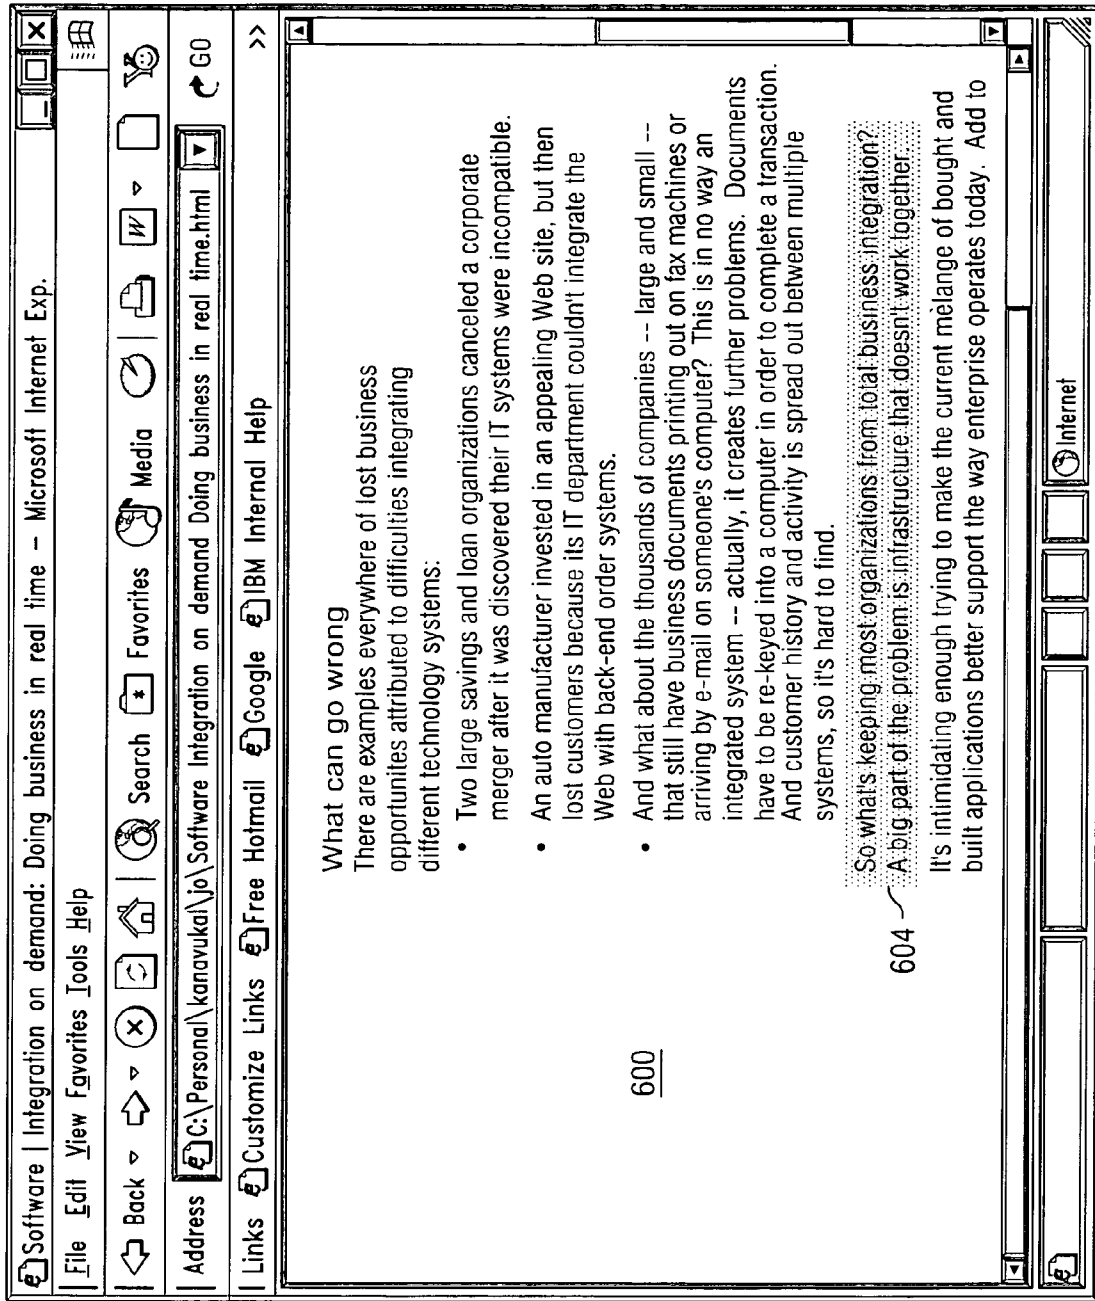 Software | Integration on demand: Doing business in real time – Microsoft Internet Exp.
File Edit View Favorites Tools Help
Back Search Favorites Media W
Address C:\Personal\kanavukal\jo\Software Integration on demand Doing business in real time.html GO
Links Customize Links Free Hotmail Google IBM Internal Help >>
What can go wrong
There are examples everywhere of lost business
opportunites attributed to difficulties integrating
different technology systems:
• Two large savings and loan organizations canceled a corporate
merger after it was discovered their IT systems were incompatible.
• An auto manufacturer invested in an appealing Web site, but then
lost customers because its IT department couldn't integrate the
Web with back-end order systems.
• And what about the thousands of companies -- large and small --
that still have business documents printing out on fax machines or
arriving by e-mail on someone's computer? This is in no way an
integrated system -- actually, it creates further problems. Documents
have to be re-keyed into a computer in order to complete a transaction.
And customer history and activity is spread out between multiple
systems, so it's hard to find.
600
So what's keeping most organizations from total business integration?
A big part of the problem is infrastructure that doesn't work together.
604
It's intimidating enough trying to make the current mèlange of bought and
built applications better support the way enterprise operates today. Add to
Internet